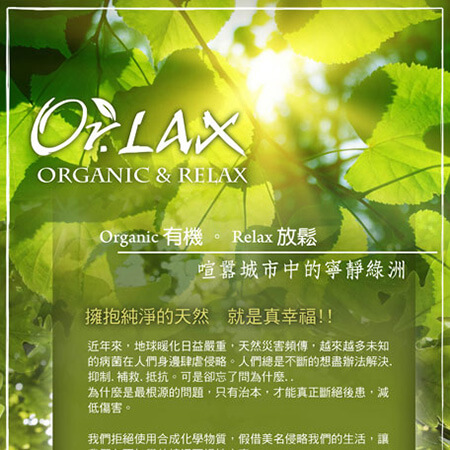 Or.LAX
ORGANIC & RELAX
Organic 有機 。 Relax 放鬆
喧囂城市中的寧靜綠洲
擁抱純淨的天然 就是真幸福!!
近年來，地球暖化日益嚴重，天然災害頻傳，越來越多未知
的病菌在人們身邊肆虐侵略。人們總是不斷的想盡辦法解決.
抑制.補救.抵抗。可是卻忘了問為什麼..
為什麼是最根源的問題，只有治本，才能真正斷絕後患，減
低傷害。
我們拒絕使用合成化學物質，假借美名侵略我們的生活，讓